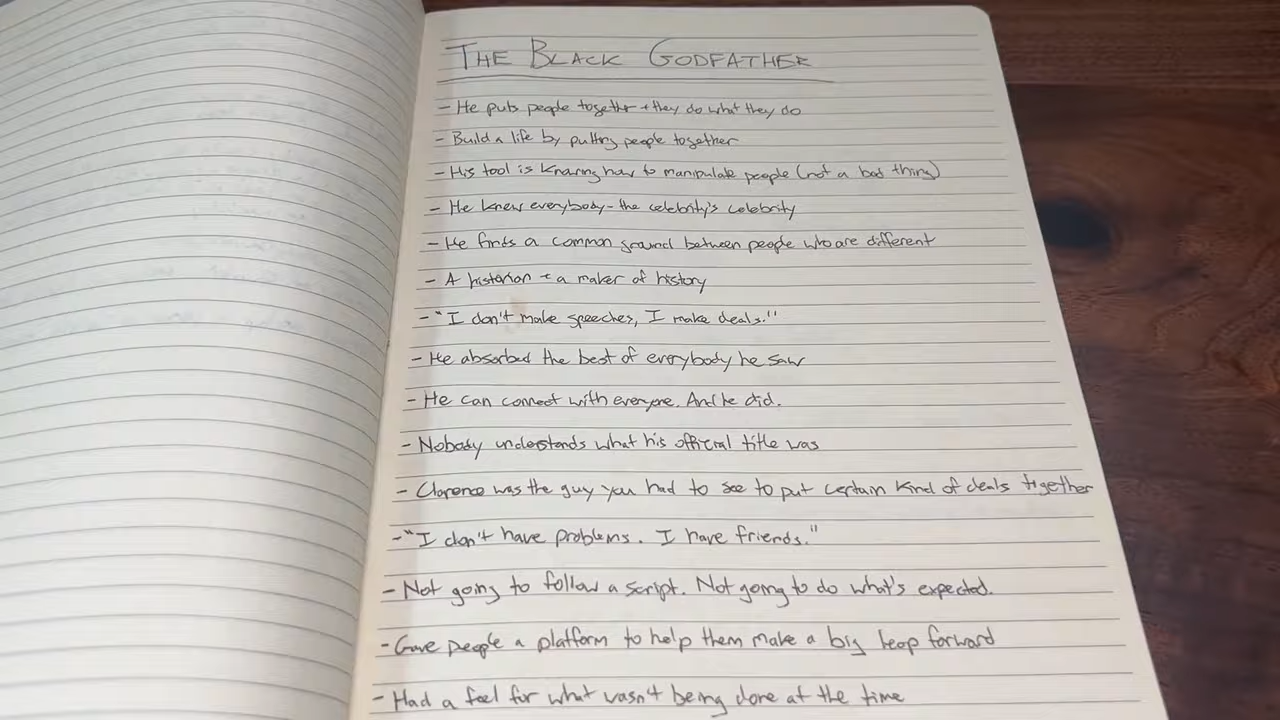 THE BLACK GODFATHER
- He puts people together + they do what they do
- Build a life by putting people together
- His tool is knowing how to manipulate people (not a bad thing)
- He knew everybody - the celebrity's celebrity
- He finds a common ground between people who are different
- A historian + a maker of history
- "I don't make speeches, I make deals."
- He absorbed the best of everybody he saw
- He can connect with everyone. And he did.
- Nobody understands what his official title was
- Clarence was the guy you had to see to put certain kind of deals together
- "I don't have problems. I have friends."
- Not going to follow a script. Not going to do what's expected.
- Gave people a platform to help them make a big leap forward
- Had a feel for what wasn't being done at the time